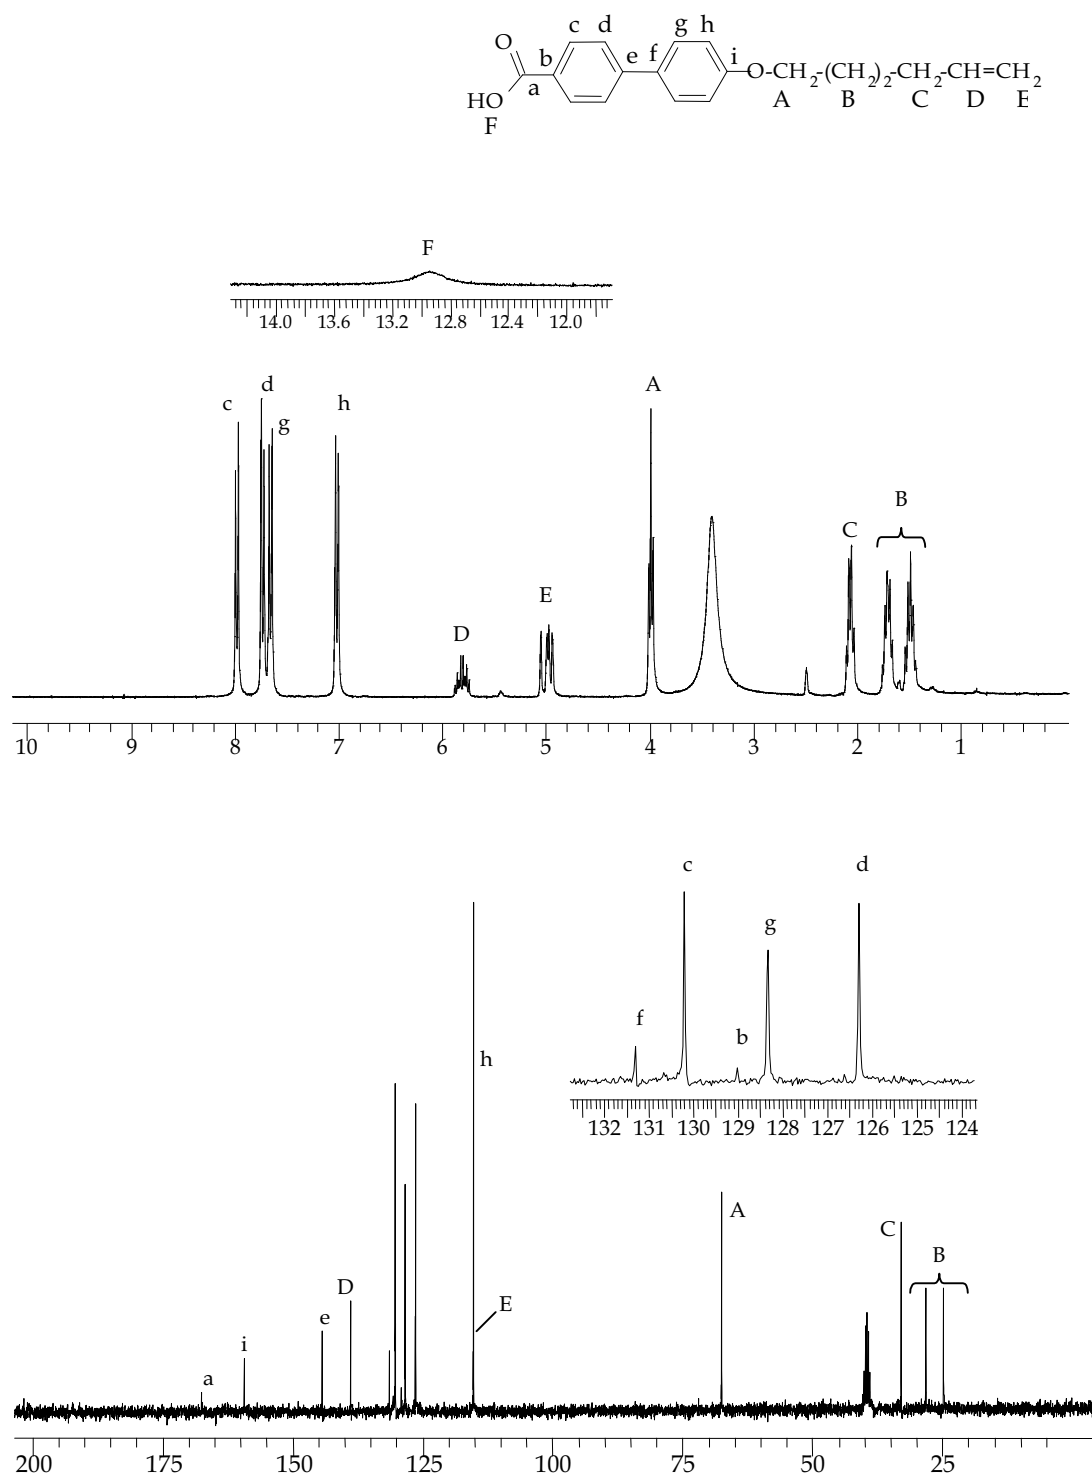 c d g h
O b e f i O-CH2-(CH2)2-CH2-CH=CH2
a A B C D E
HO
F
F
14.0 13.6 13.2 12.8 12.4 12.0
d A
c g h
B
C
E
D
10 9 8 7 6 5 4 3 2 1
c d
g
f b
h
132 131 130 129 128 127 126 125 124
A C B
D E
e
i
a
200 175 150 125 100 75 50 25